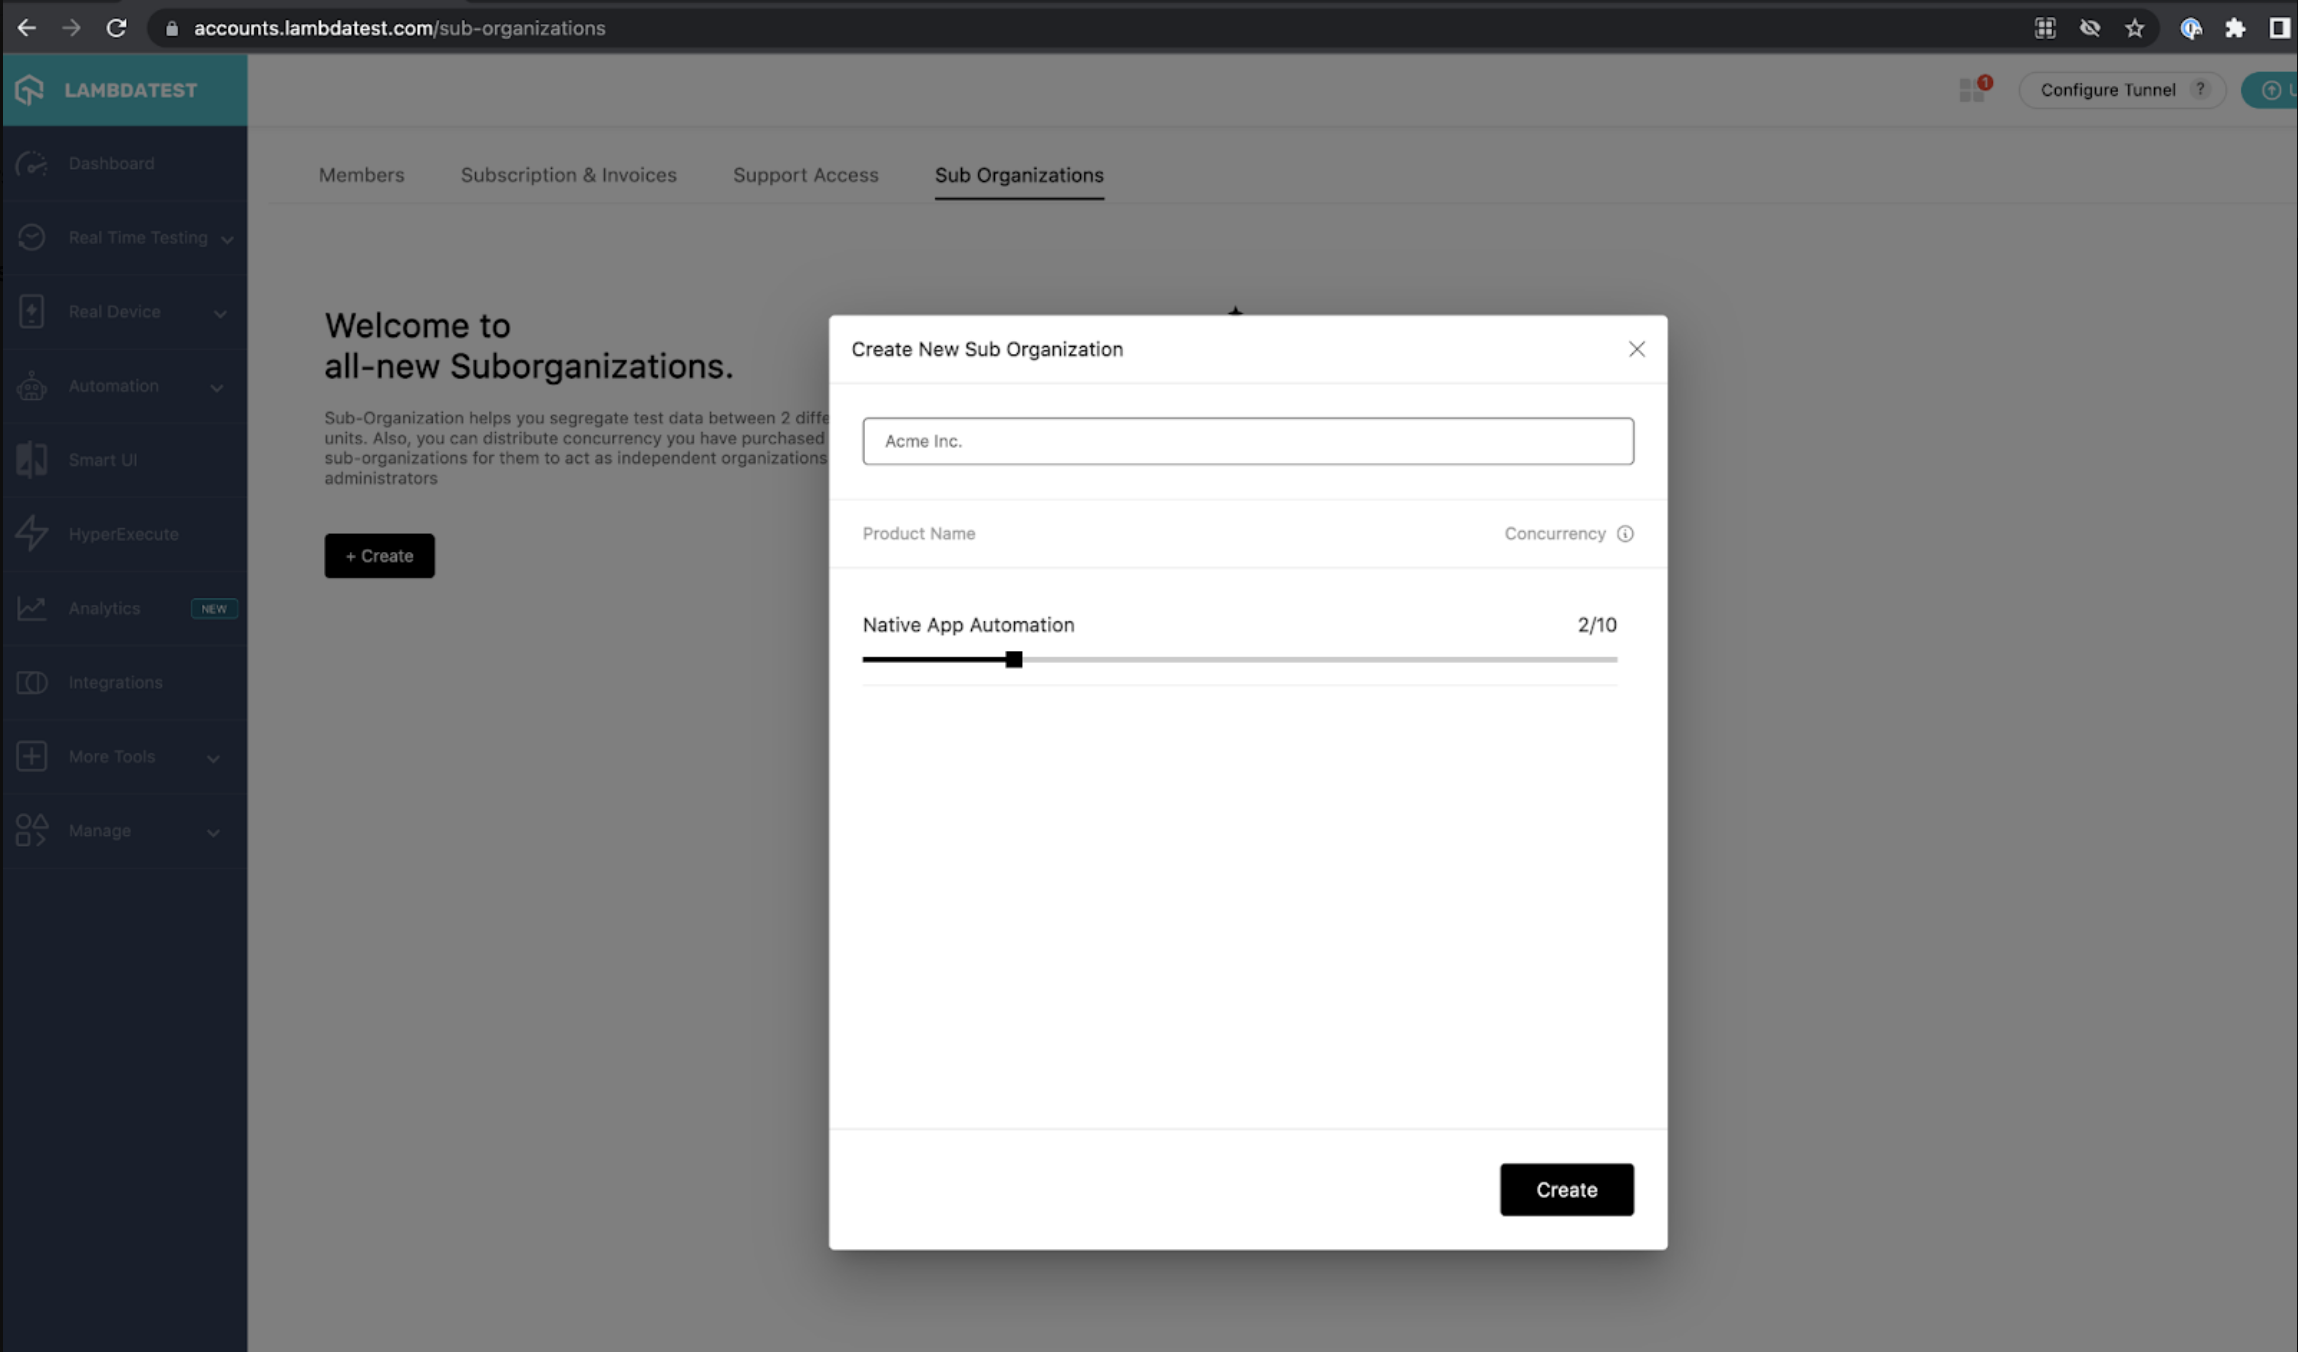 accounts.lambdatest.com/sub-organizations
LAMBDATEST
1
Configure Tunnel ?
Dashboard
Real Time Testing
Real Device
Automation
Smart UI
HyperExecute
Analytics NEW
Integrations
More Tools
Manage
Members Subscription & Invoices Support Access Sub Organizations
Welcome to
all-new Suborganizations.
Sub-Organization helps you segregate test data between 2
units. Also, you can distribute concurrency you have purchased
sub-organizations for them to act as independent organizations
administrators
+ Create
Create New Sub Organization
Acme Inc.
Product Name Concurrency
Native App Automation 2/10
Create